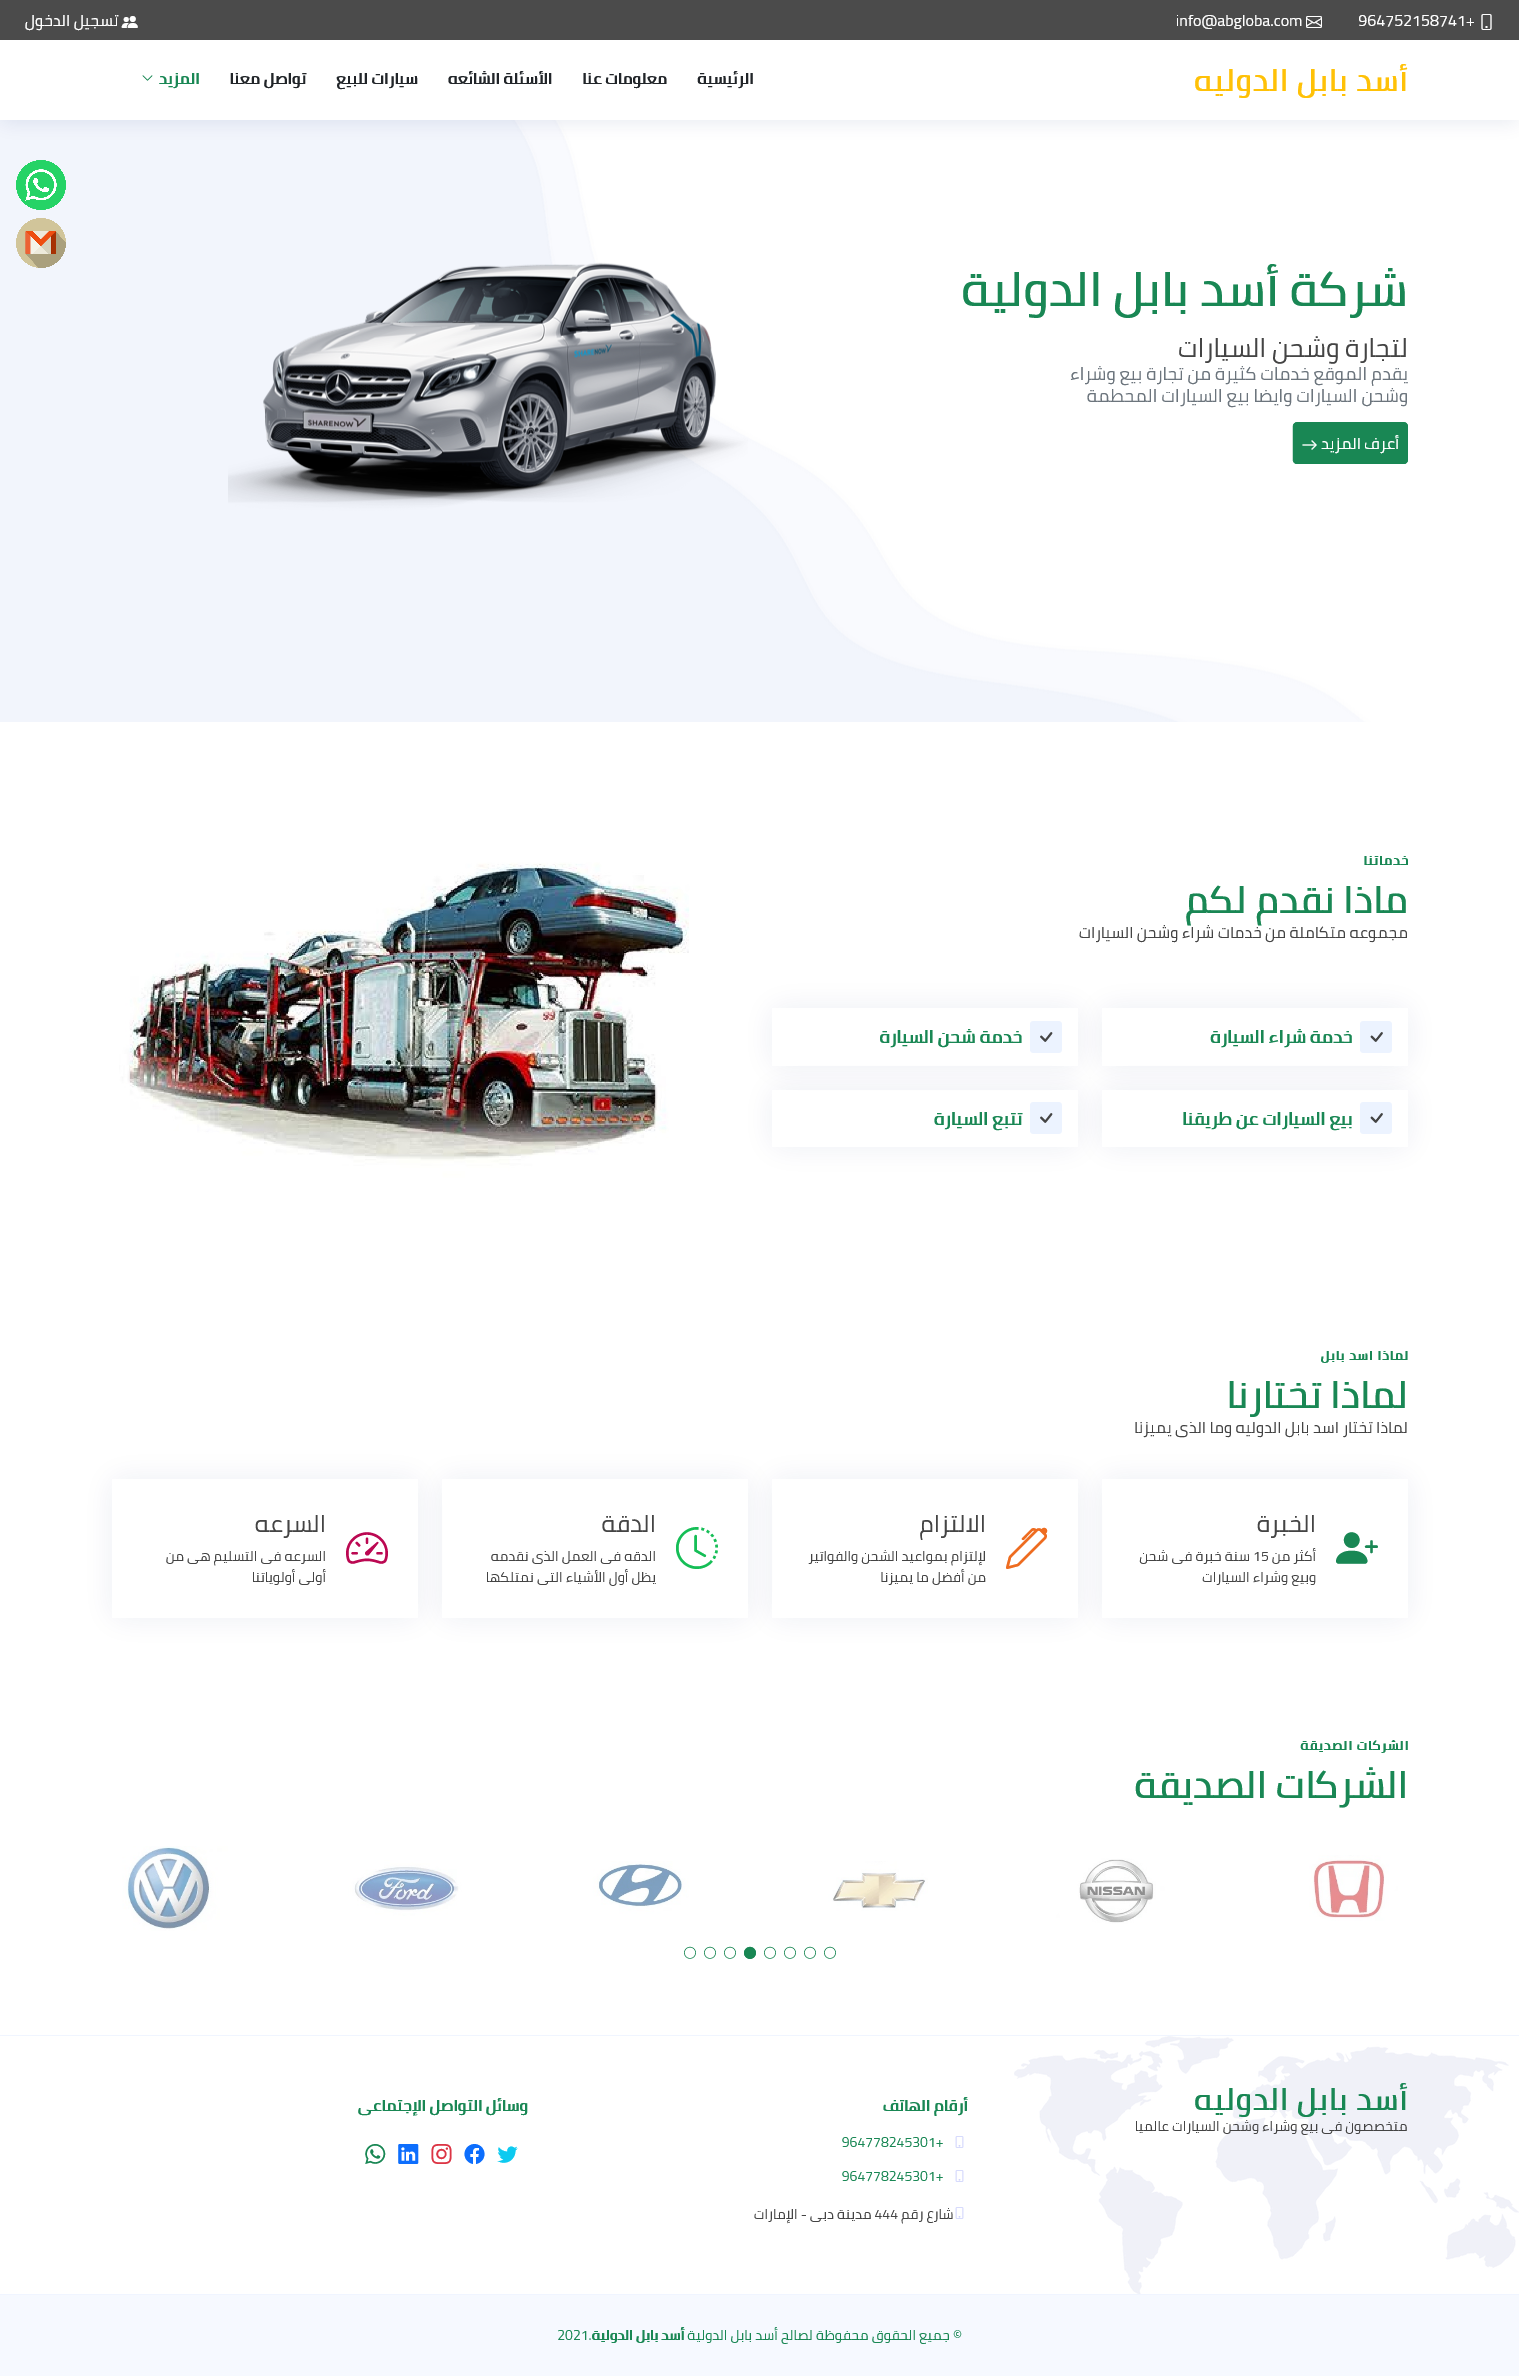 +964752158741
info@abgloba.com
تسجيل الدخول
أسد بابل الدوليه
الرئيسية
معلومات عنا
الأسئلة الشائعه
سيارات للبيع
تواصل معنا
المزيد
شركة أسد بابل الدولية
لتجارة وشحن السيارات
يقدم الموقع خدمات كثيرة من تجارة بيع وشراء
وشحن السيارات وايضا بيع السيارات المحطمة
أعرف المزيد →
SHARENOW
خدماتنا
ماذا نقدم لكم
مجموعه متكاملة من خدمات شراء وشحن السيارات
خدمة شراء السيارة
خدمة شحن السيارة
بيع السيارات عن طريقنا
تتبع السيارة
لماذا اسد بابل
لماذا تختارنا
لماذا تختار اسد بابل الدوليه وما الذى يميزنا
الخبرة
أكثر من 15 سنة خبرة فى شحن
وبيع وشراء السيارات
الالتزام
لإلتزام بمواعيد الشحن والفواتير
من أفضل ما يميزنا
الدقة
الدقه فى العمل الذى نقدمه
يظل أول الأشياء التى نمتلكها
السرعه
السرعه فى التسليم هى من
أولى أولوياتنا
الشركات الصديقة
الشركات الصديقة
NISSAN
Ford
أسد بابل الدوليه
متخصصون فى بيع وشراء وشحن السيارات عالميا
أرقام الهاتف
+964778245301
+964778245301
شارع رقم 444 مدينة دبى - الإمارات
وسائل التواصل الإجتماعى
© جميع الحقوق محفوظة لصالح أسد بابل الدولية أسد بابل الدولية.2021